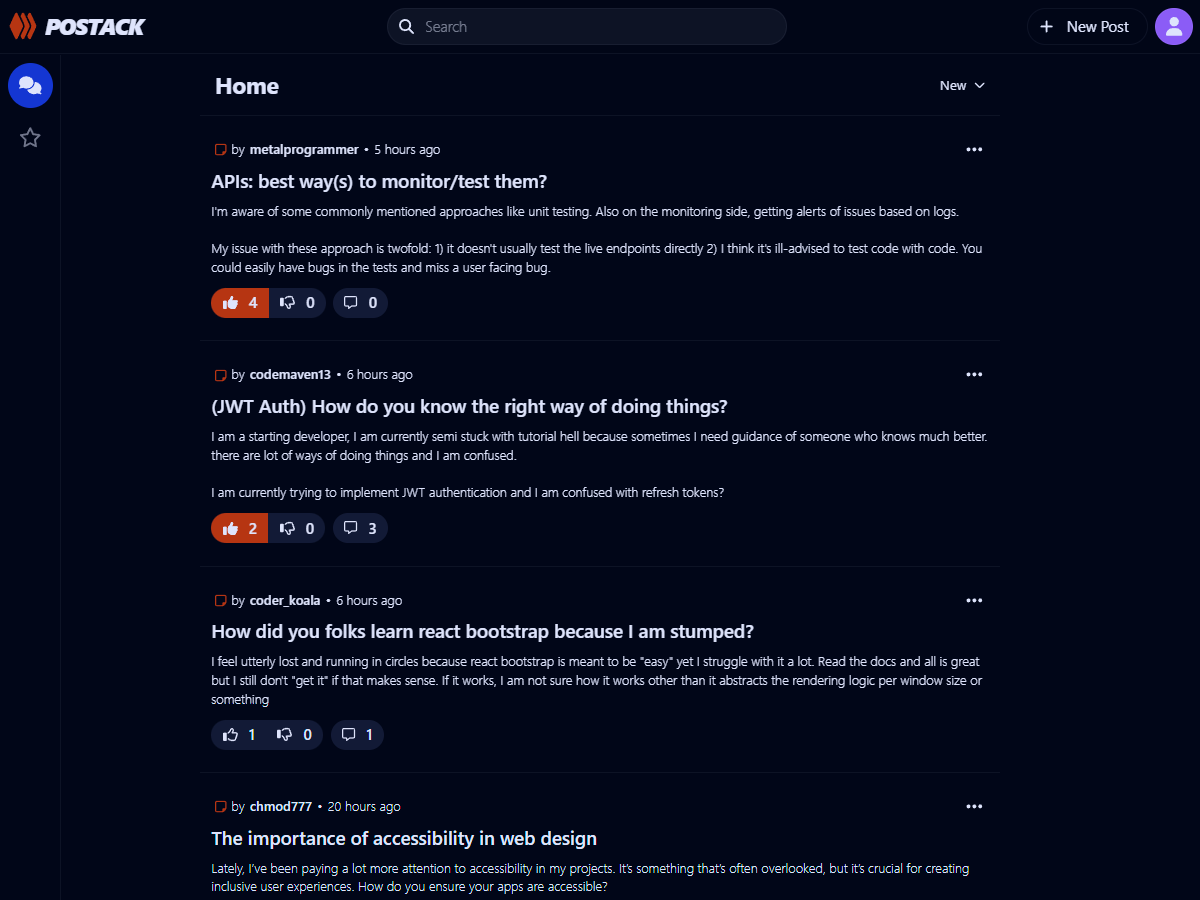 POSTACK
Search
New Post
Home
New
by metalprogrammer • 5 hours ago
APIs: best way(s) to monitor/test them?
I'm aware of some commonly mentioned approaches like unit testing. Also on the monitoring side, getting alerts of issues based on logs.
My issue with these approach is twofold: 1) it doesn't usually test the live endpoints directly 2) I think it's ill-advised to test code with code. You
could easily have bugs in the tests and miss a user facing bug.
4 0 0
by codemaven13 • 6 hours ago
(JWT Auth) How do you know the right way of doing things?
I am a starting developer, I am currently semi stuck with tutorial hell because sometimes I need guidance of someone who knows much better.
there are lot of ways of doing things and I am confused.
I am currently trying to implement JWT authentication and I am confused with refresh tokens?
2 0 3
by coder_koala • 6 hours ago
How did you folks learn react bootstrap because I am stumped?
I feel utterly lost and running in circles because react bootstrap is meant to be "easy" yet I struggle with it a lot. Read the docs and all is great
but I still don't "get it" if that makes sense. If it works, I am not sure how it works other than it abstracts the rendering logic per window size or
something
1 0 1
by chmod777 • 20 hours ago
The importance of accessibility in web design
Lately, I've been paying a lot more attention to accessibility in my projects. It's something that's often overlooked, but it's crucial for creating
inclusive user experiences. How do you ensure your apps are accessible?